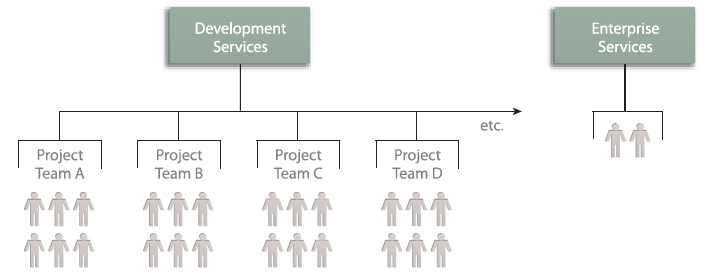 Development
Services
Enterprise
Services
etc.
Project
Team A
Project
Team B
Project
Team C
Project
Team D